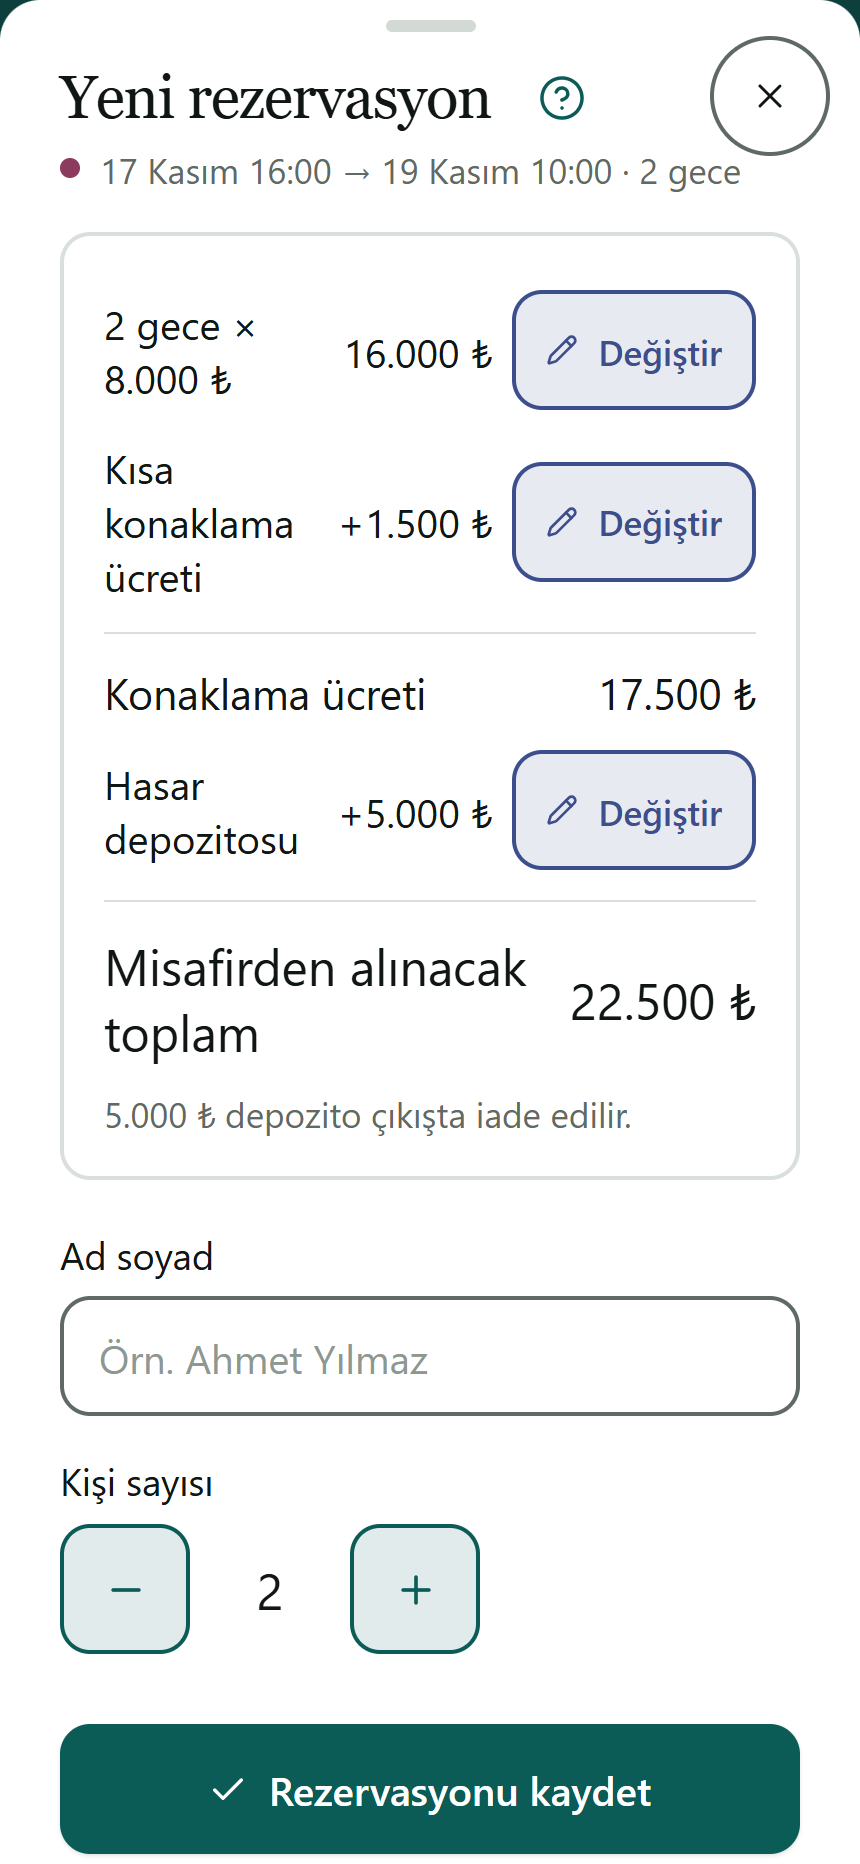 Yeni rezervasyon
17 Kasım 16:00 → 19 Kasım 10:00 · 2 gece
2 gece ×
8.000 ₺
16.000 ₺
Değiştir
Kısa
konaklama
ücreti
+1.500 ₺
Değiştir
Konaklama ücreti
17.500 ₺
Hasar
depozitosu
+5.000 ₺
Değiştir
Misafirden alınacak
toplam
22.500 ₺
5.000 ₺ depozito çıkışta iade edilir.
Ad soyad
Örn. Ahmet Yılmaz
Kişi sayısı
2
Rezervasyonu kaydet